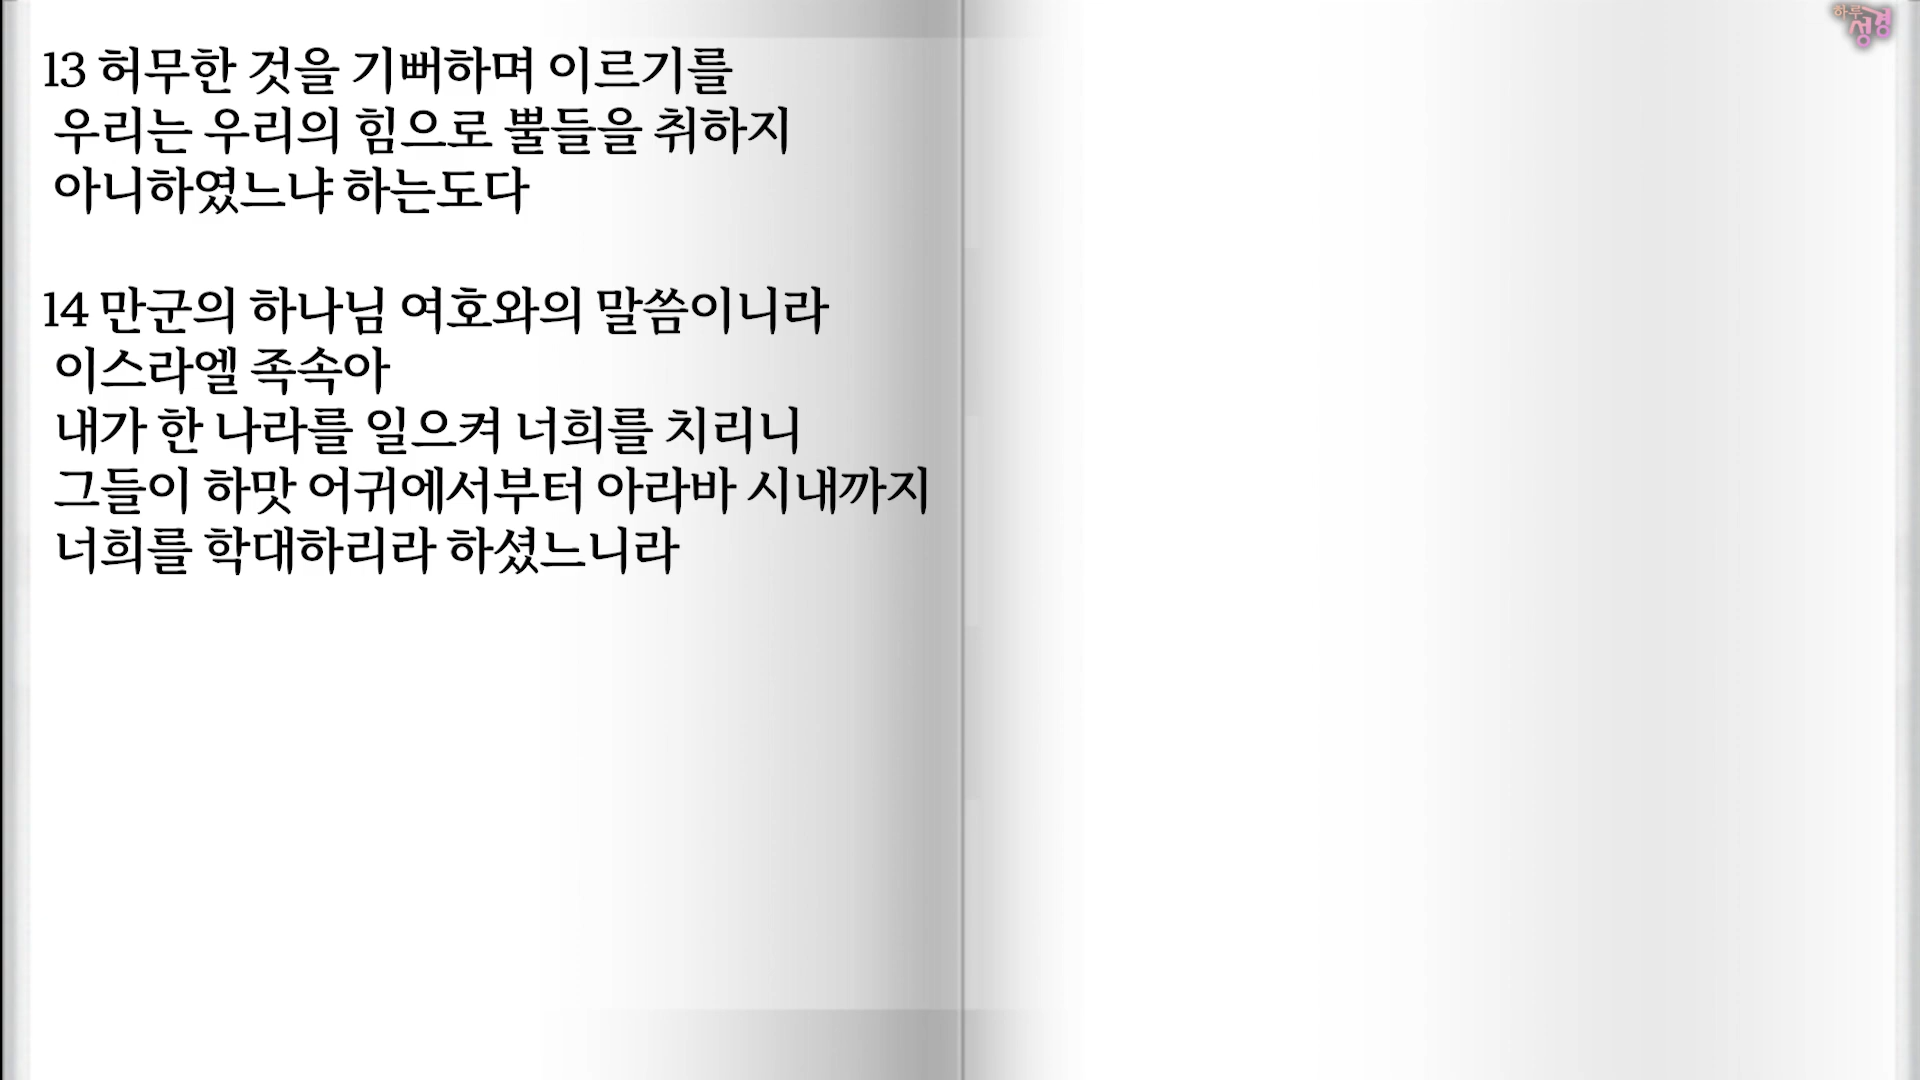 하루
성경
13 허무한 것을 기뻐하며 이르기를
우리는 우리의 힘으로 뿔들을 취하지
아니하였느냐 하는도다
14 만군의 하나님 여호와의 말씀이니라
이스라엘 족속아
내가 한 나라를 일으켜 너희를 치리니
그들이 하맛 어귀에서부터 아라바 시내까지
너희를 학대하리라 하셨느니라